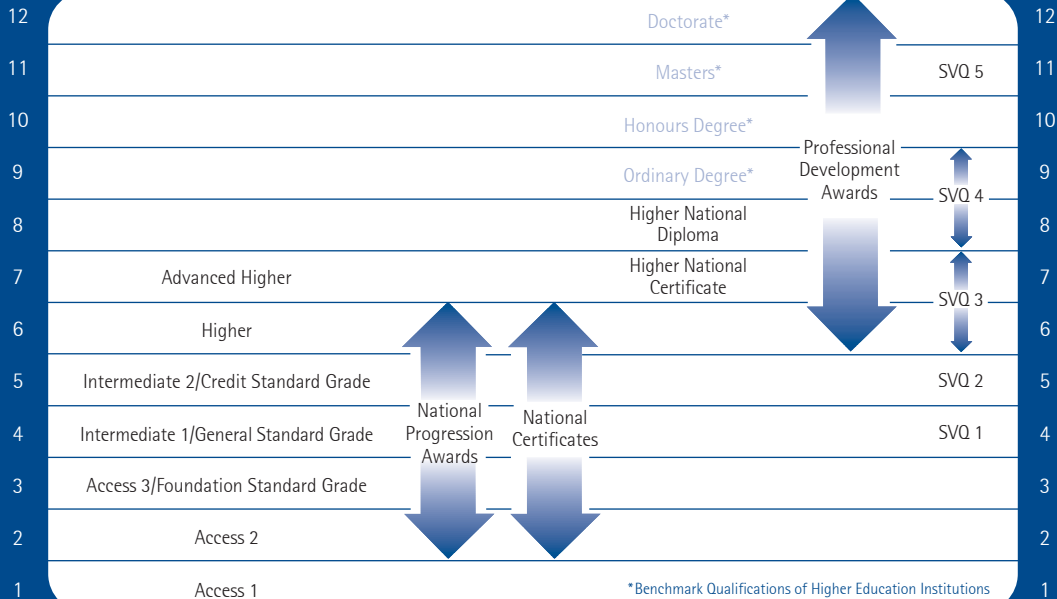 12 Doctorate* 12
11 Masters* SVQ 5 11
10 Honours Degree* 10
Professional
Development
Awards
9 Ordinary Degree* 9
SVQ 4
8 Higher National
Diploma 8
7 Advanced Higher Higher National
Certificate 7
SVQ 3
6 Higher 6
5 Intermediate 2/Credit Standard Grade SVQ 2 5
National
Progression
Awards
National
Certificates
4 Intermediate 1/General Standard Grade SVQ 1 4
3 Access 3/Foundation Standard Grade 3
2 Access 2 2
1 Access 1 *Benchmark Qualifications of Higher Education Institutions 1